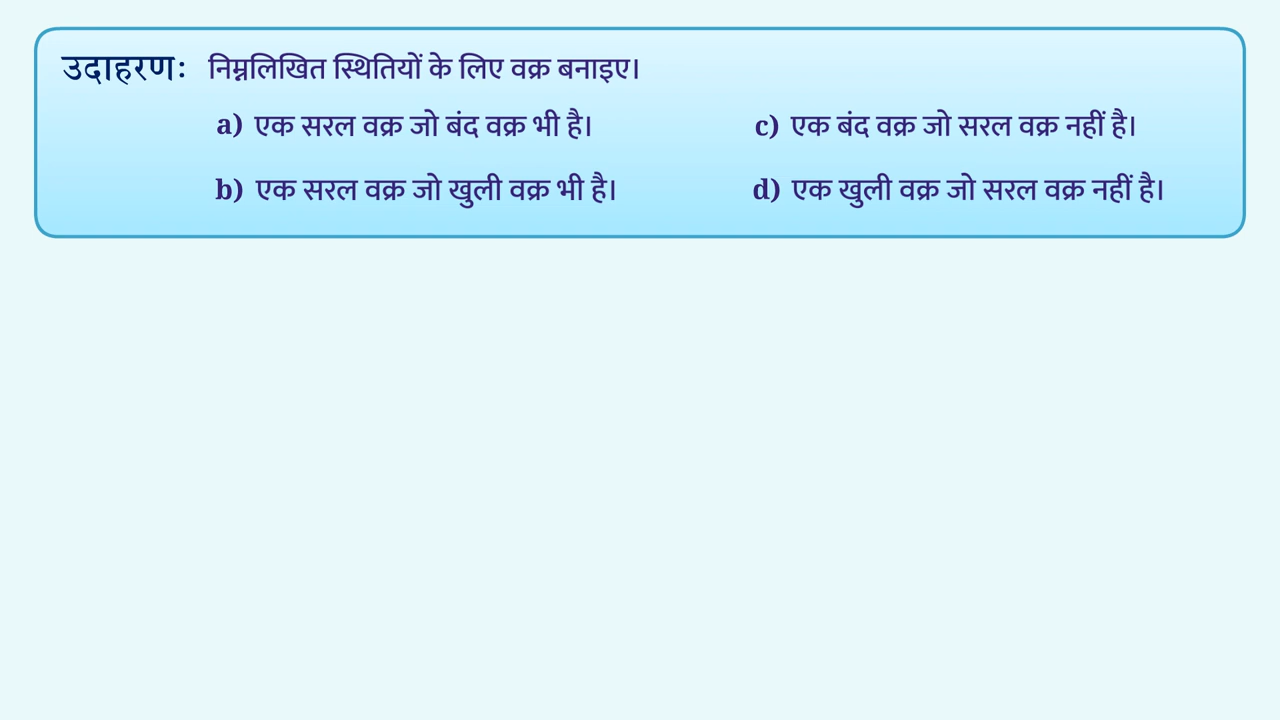 उदाहरण: निम्नलिखित स्थितियों के लिए वक्र बनाइए।
a) एक सरल वक्र जो बंद वक्र भी है।
c) एक बंद वक्र जो सरल वक्र नहीं है।
b) एक सरल वक्र जो खुली वक्र भी है।
d) एक खुली वक्र जो सरल वक्र नहीं है।